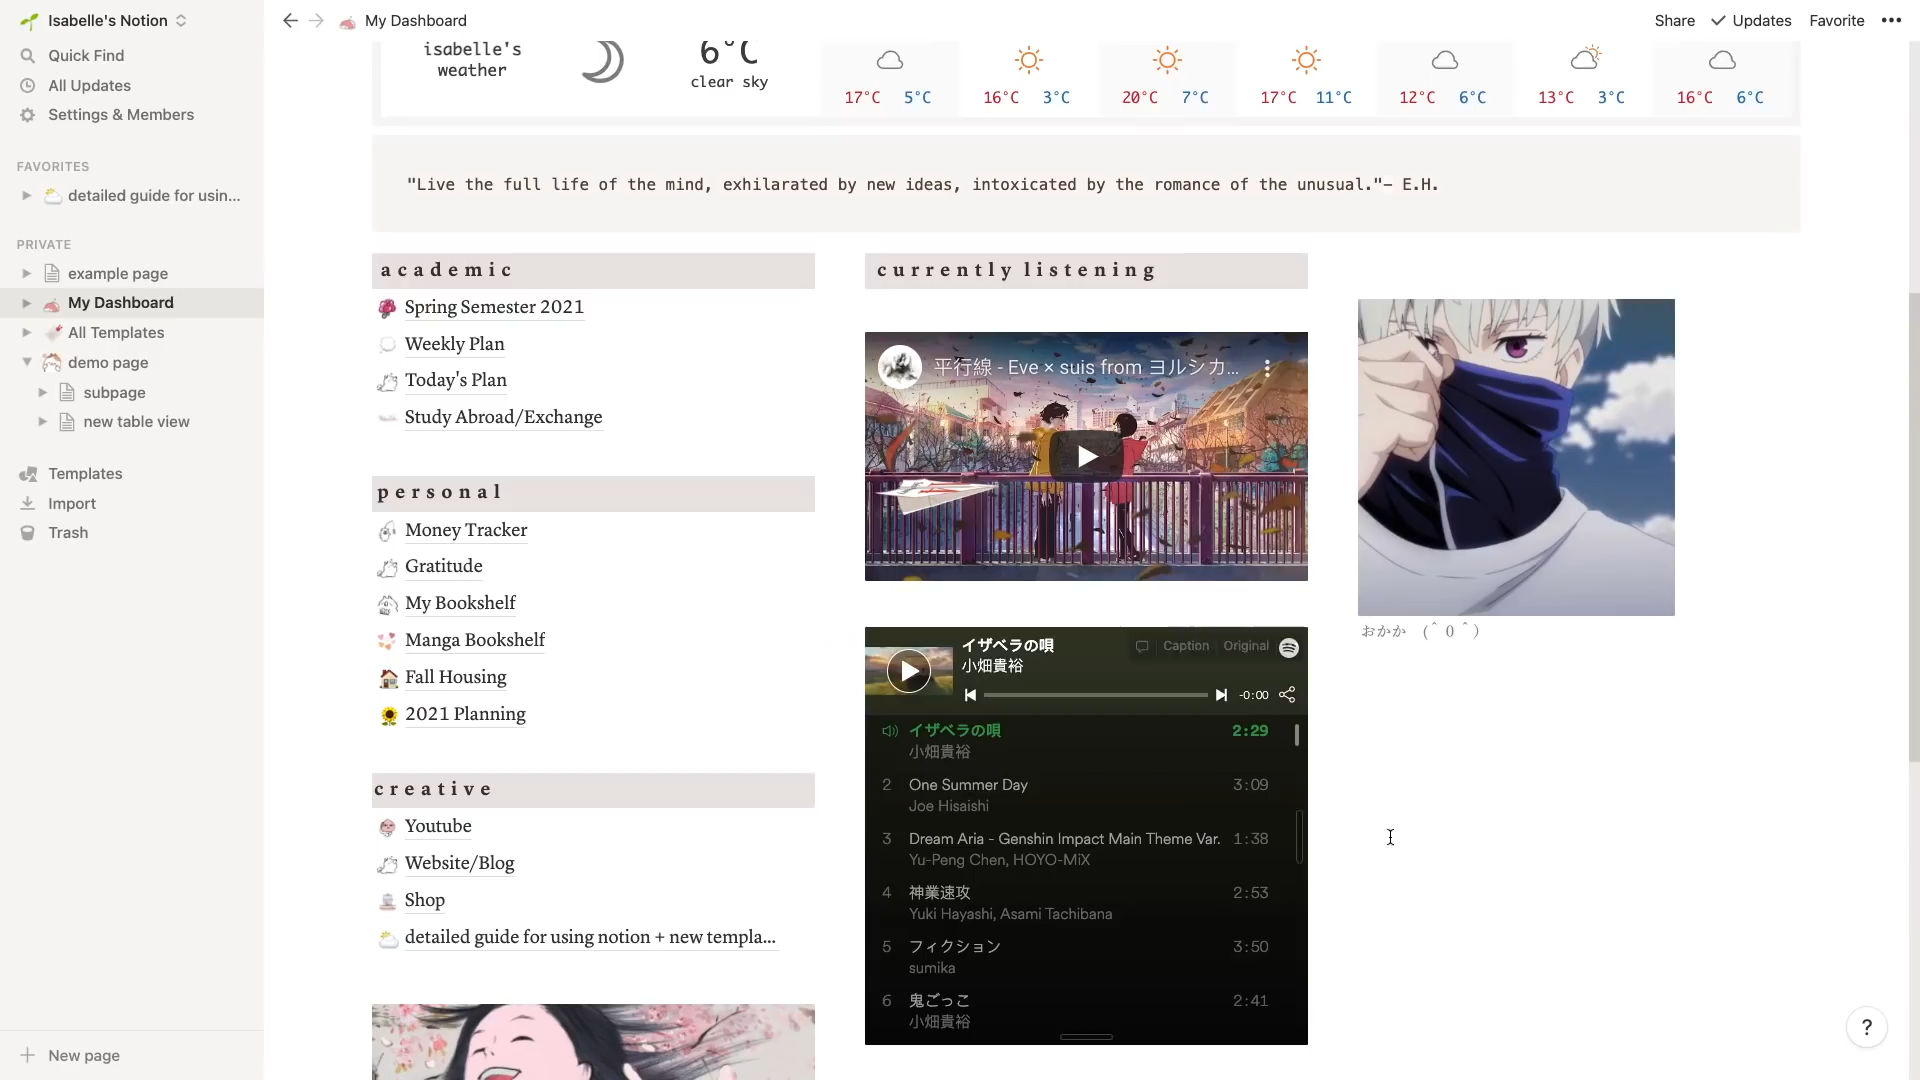 Isabelle's Notion
Quick Find
All Updates
Settings & Members
FAVORITES
detailed guide for usin...
PRIVATE
example page
My Dashboard
All Templates
demo page
subpage
new table view
Templates
Import
Trash
New page
My Dashboard
Share
Updates
Favorite
isabelle's
weather
6°C
clear sky
17°C 5°C
16°C 3°C
20°C 7°C
17°C 11°C
12°C 6°C
13°C 3°C
16°C 6°C
"Live the full life of the mind, exhilarated by new ideas, intoxicated by the romance of the unusual."- E.H.
academic
Spring Semester 2021
Weekly Plan
Today's Plan
Study Abroad/Exchange
personal
Money Tracker
Gratitude
My Bookshelf
Manga Bookshelf
Fall Housing
2021 Planning
creative
Youtube
Website/Blog
Shop
detailed guide for using notion + new templa...
currently listening
平行線 - Eve × suis from ヨルシカ...
イザベラの唄
小畑貴裕
Caption
Original
-0:00
イザベラの唄 2:29
小畑貴裕
2 One Summer Day 3:09
Joe Hisaishi
3 Dream Aria - Genshin Impact Main Theme Var. 1:38
Yu-Peng Chen, HOYO-MiX
4 神業速攻 2:53
Yuki Hayashi, Asami Tachibana
5 フィクション 3:50
sumika
6 鬼ごっこ 2:41
小畑貴裕
おかか (＾0＾)
?